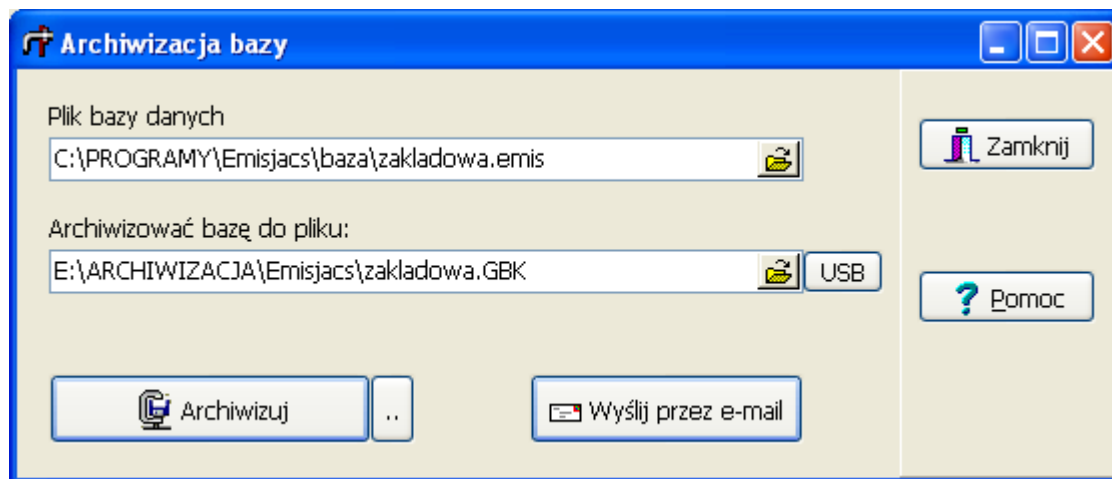 Archiwizacja bazy
Plik bazy danych
C:\PROGRAMY\Emisjacs\baza\zakladowa.emis
Zamknij
Archiwizować bazę do pliku:
E:\ARCHIWIZACJA\Emisjacs\zakladowa.GBK
USB
Pomoc
Archiwizuj
..
Wyślij przez e-mail